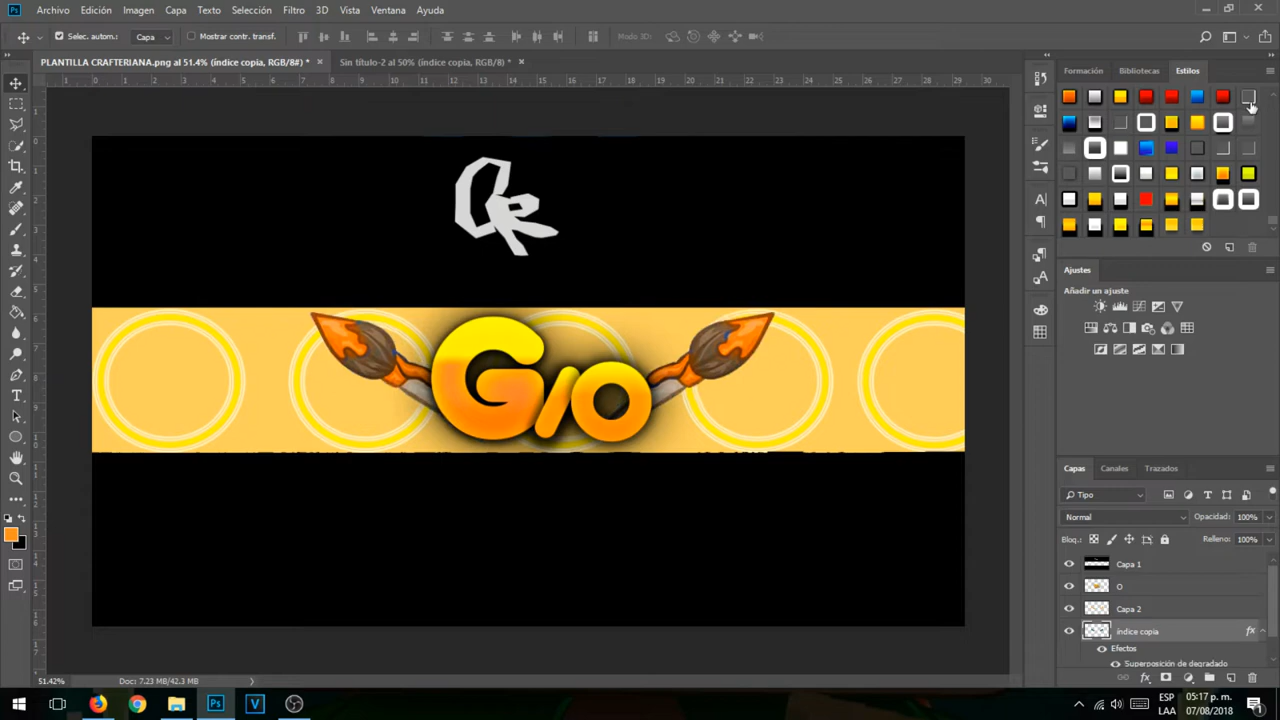 Ps Archivo Edición Imagen Capa Texto Selección Filtro 3D Vista Ventana Ayuda
Selec. autom.: Capa Mostrar contr. transf. Modo 3D:
PLANTILLA CRAFTERIANA.png al 51.4% (indice copia, RGB/8#) * × Sin título-2 al 50% (indice copia, RGB/8) * ×
Formación Bibliotecas Estilos
G/O
Ajustes
Añadir un ajuste
Capas Canales Trazados
Tipo
Normal Opacidad: 100%
Bloq.: Relleno: 100%
Capa 1
O
Capa 2
indice copia fx
Efectos
Superposición de degradado
51.42% Doc: 7.23 MB/42.3 MB
ESP 05:17 p. m.
LAA 07/08/2018